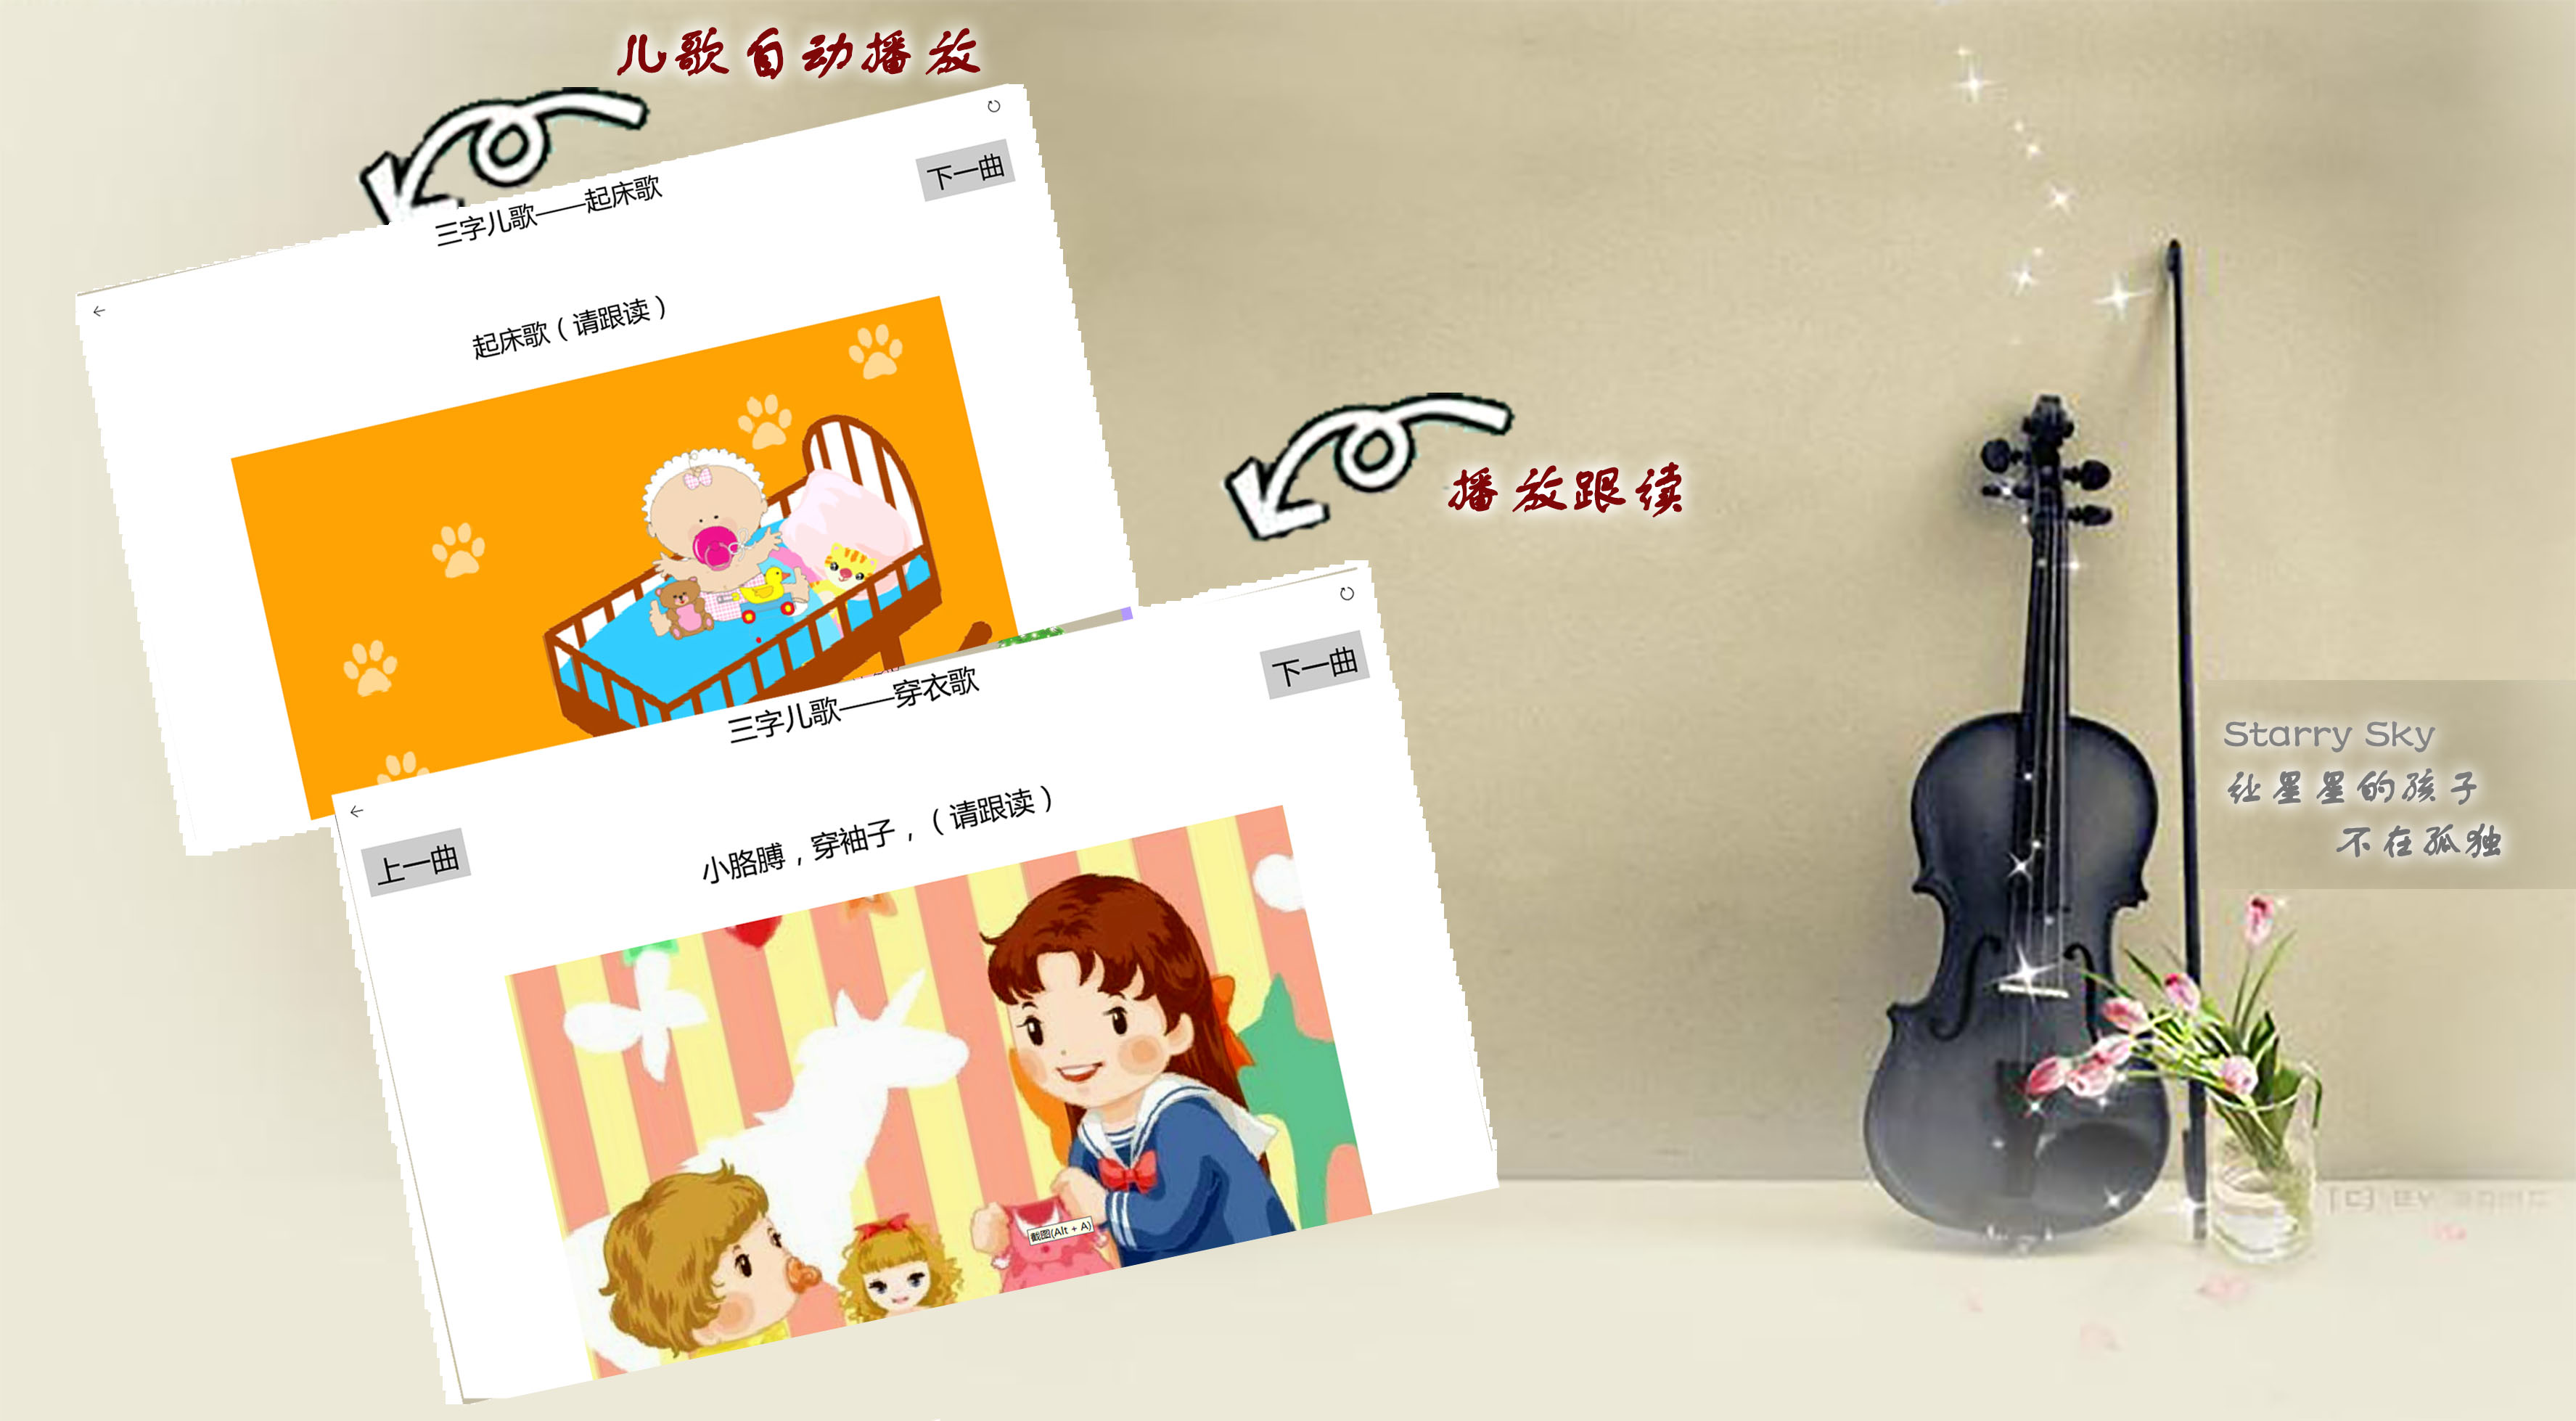 儿歌自动播放
三字儿歌——起床歌
下一曲
起床歌（请跟读）
播放跟读
三字儿歌——穿衣歌
下一曲
上一曲
小胳膊，穿袖子，（请跟读）
截图(Alt + A)
Starry Sky
让星星的孩子
不在孤独